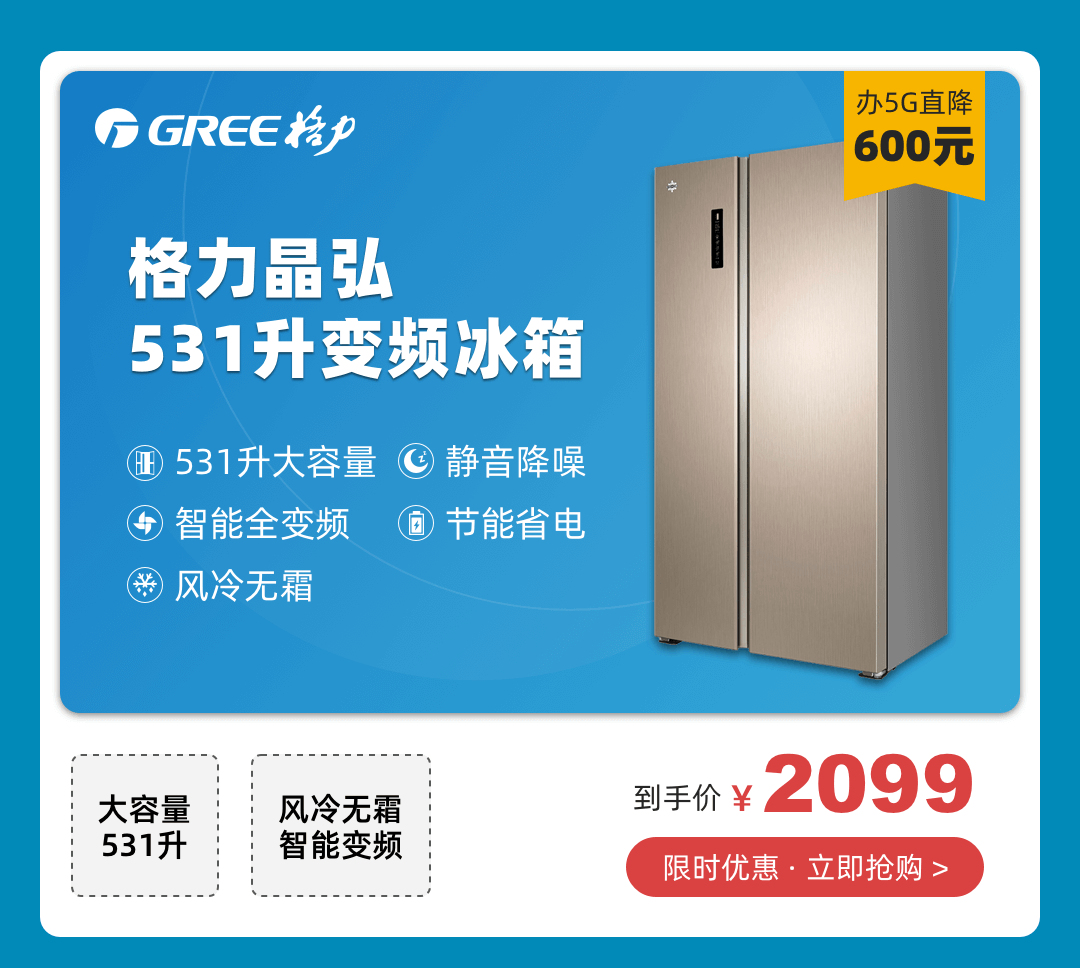 GREE格力
办5G直降
600元
格力晶弘
531升变频冰箱
531升大容量
静音降噪
智能全变频
节能省电
风冷无霜
大容量
531升
风冷无霜
智能变频
到手价 ¥ 2099
限时优惠 · 立即抢购 >